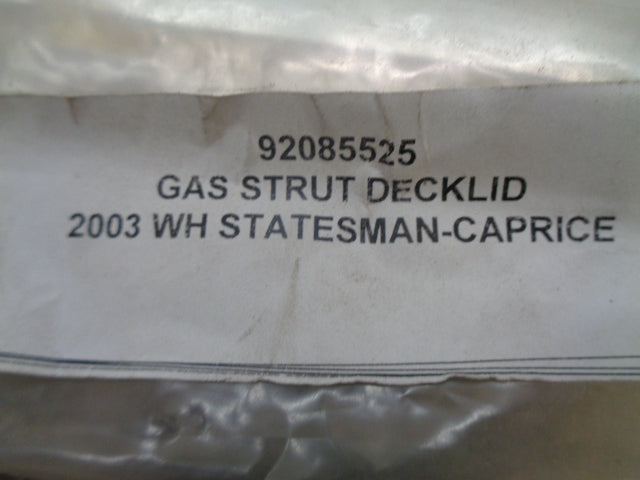 92085525
GAS STRUT DECKLID
2003 WH STATESMAN-CAPRICE